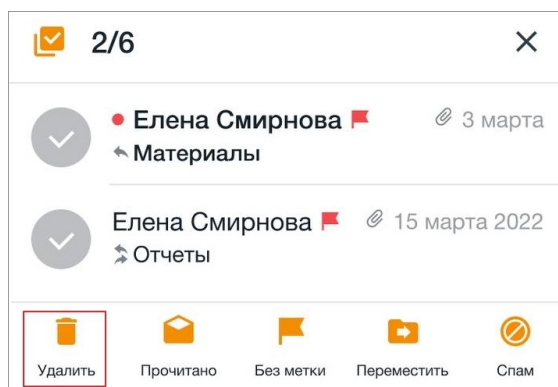 2/6
Елена Смирнова 3 марта
Материалы
Елена Смирнова 15 марта 2022
Отчеты
Удалить Прочитано Без метки Переместить Спам